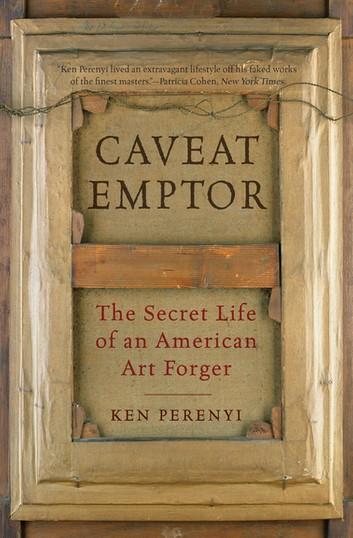 "Ken Perenyi lived an extravagant lifestyle off his faked works
of the finest masters."—Patricia Cohen, New York Times
CAVEAT
EMPTOR
The Secret Life
of an American
Art Forger
KEN PERENYI